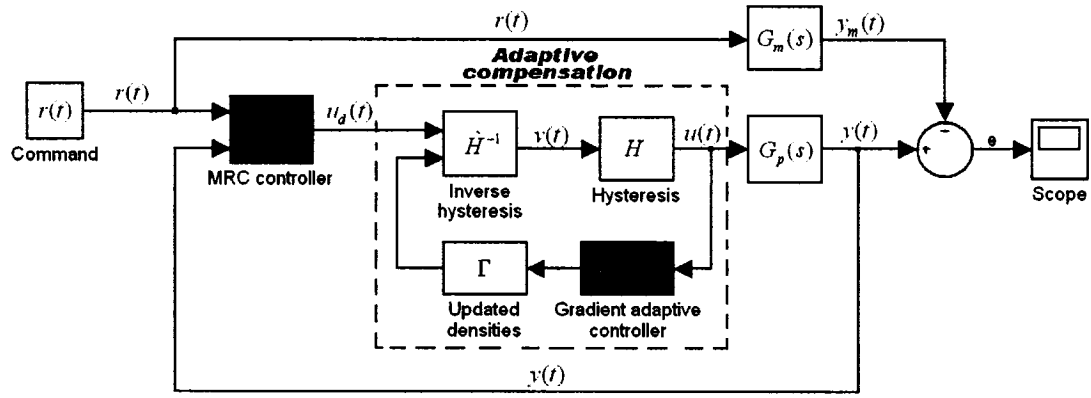 r(t)
G_m(s)
y_m(t)
Adaptive
compensation
r(t)
r(t)
Command
MRC controller
u_d(t)
Ĥ⁻¹
Inverse
hysteresis
v(t)
H
Hysteresis
u(t)
G_p(s)
y(t)
−
+
e
Scope
Γ
Updated
densities
Gradient adaptive
controller
y(t)